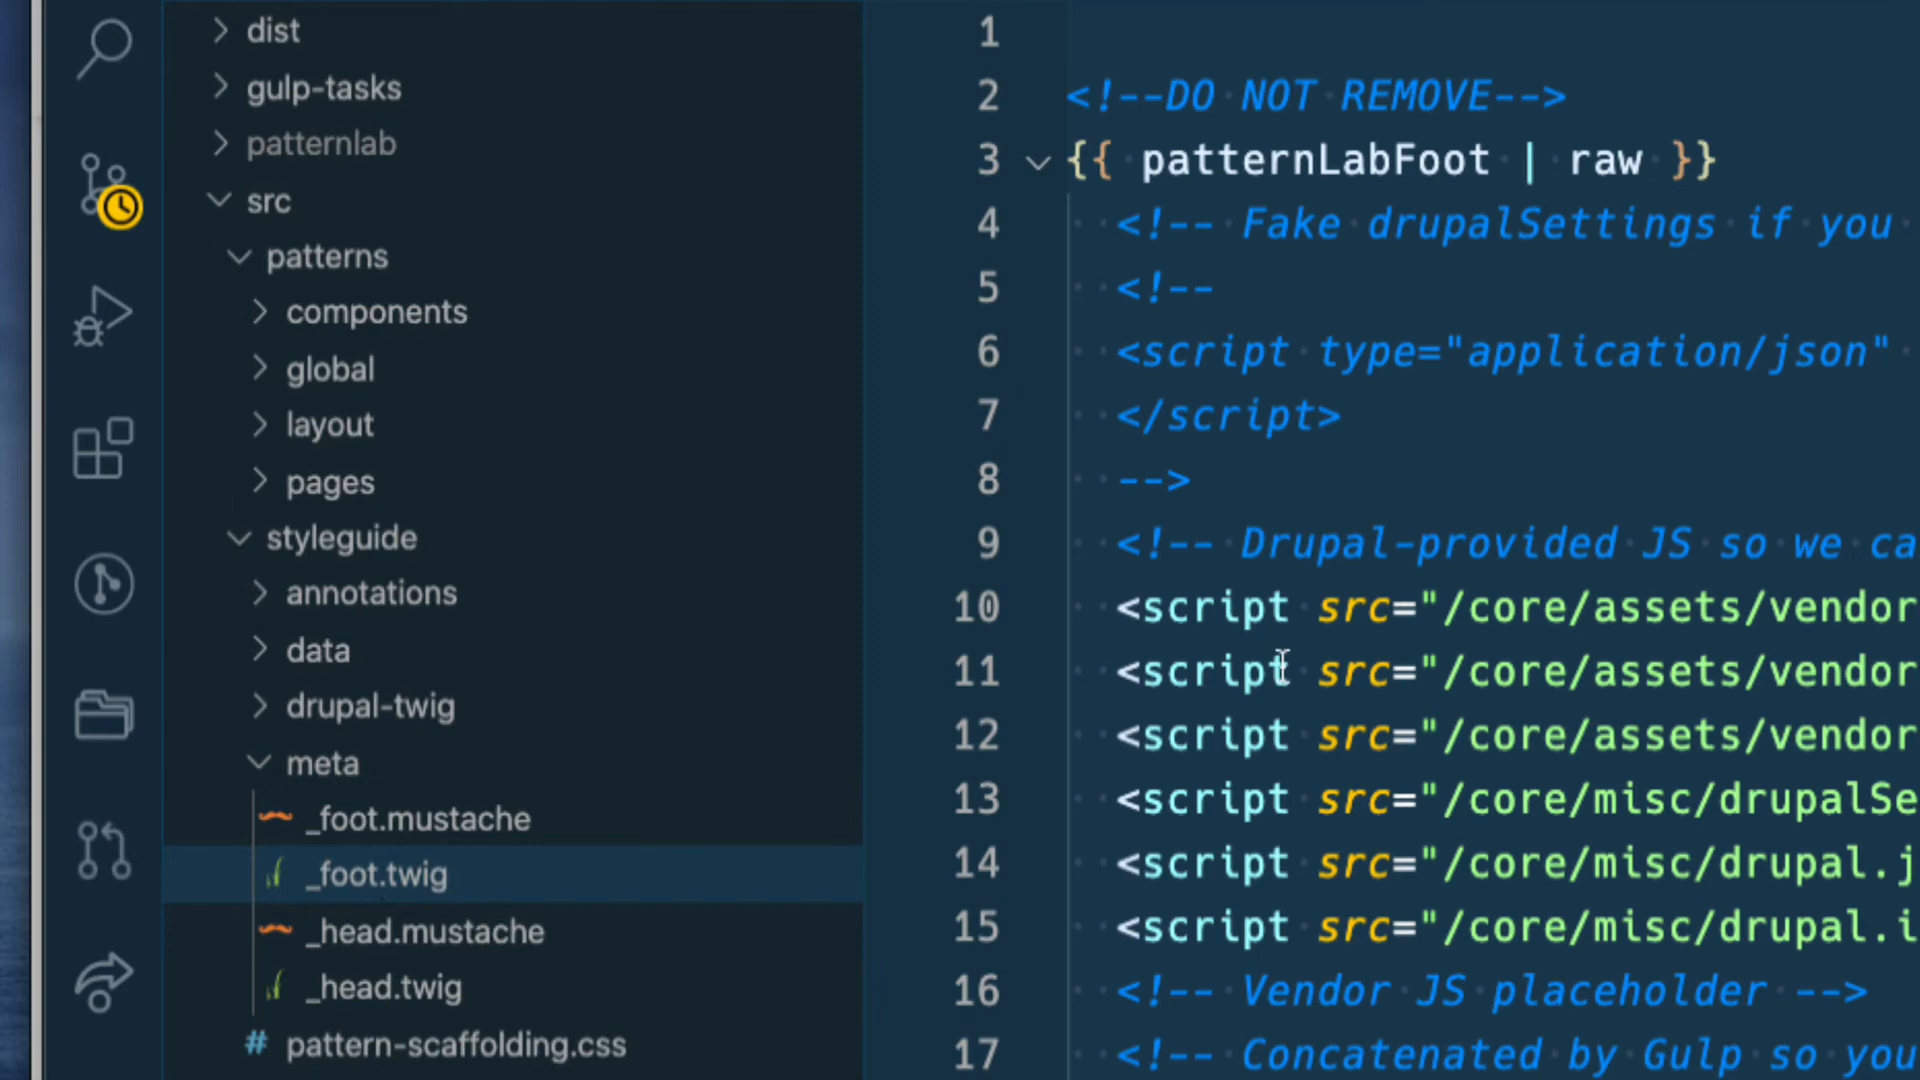 dist
gulp-tasks
patternlab
src
patterns
components
global
layout
pages
styleguide
annotations
data
drupal-twig
meta
_foot.mustache
_foot.twig
_head.mustache
_head.twig
# pattern-scaffolding.css
1
2 <!--DO NOT REMOVE-->
3 {{ patternLabFoot | raw }}
4 <!-- Fake drupalSettings if you
5 <!--
6 <script type="application/json"
7 </script>
8 -->
9 <!-- Drupal-provided JS so we ca
10 <script src="/core/assets/vendor
11 <script src="/core/assets/vendor
12 <script src="/core/assets/vendor
13 <script src="/core/misc/drupalSe
14 <script src="/core/misc/drupal.j
15 <script src="/core/misc/drupal.i
16 <!-- Vendor JS placeholder -->
17 <!-- Concatenated by Gulp so you